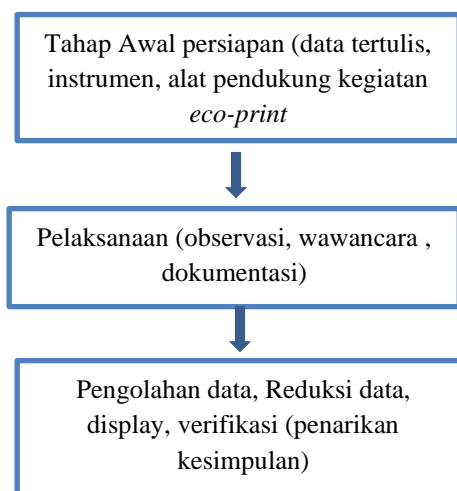 Tahap Awal persiapan (data tertulis,
instrumen, alat pendukung kegiatan
eco-print
Pelaksanaan (observasi, wawancara ,
dokumentasi)
Pengolahan data, Reduksi data,
display, verifikasi (penarikan
kesimpulan)